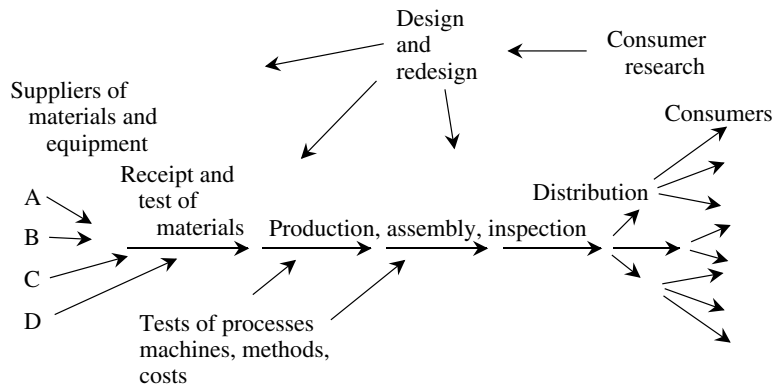 Design
and
redesign
Consumer
research
Suppliers of
materials and
equipment
Consumers
Receipt and
test of
materials
Distribution
A
B
C
D
Production, assembly, inspection
Tests of processes
machines, methods,
costs